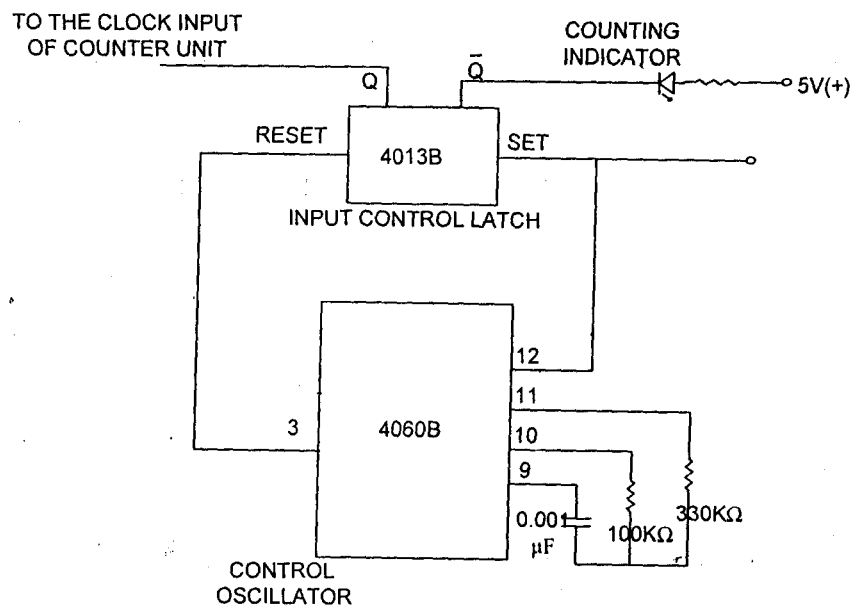 TO THE CLOCK INPUT
OF COUNTER UNIT
COUNTING
INDICATOR
Q
Q̅
5V(+)
RESET
4013B
SET
INPUT CONTROL LATCH
12
11
3
4060B
10
9
0.001
µF
100KΩ
330KΩ
CONTROL
OSCILLATOR